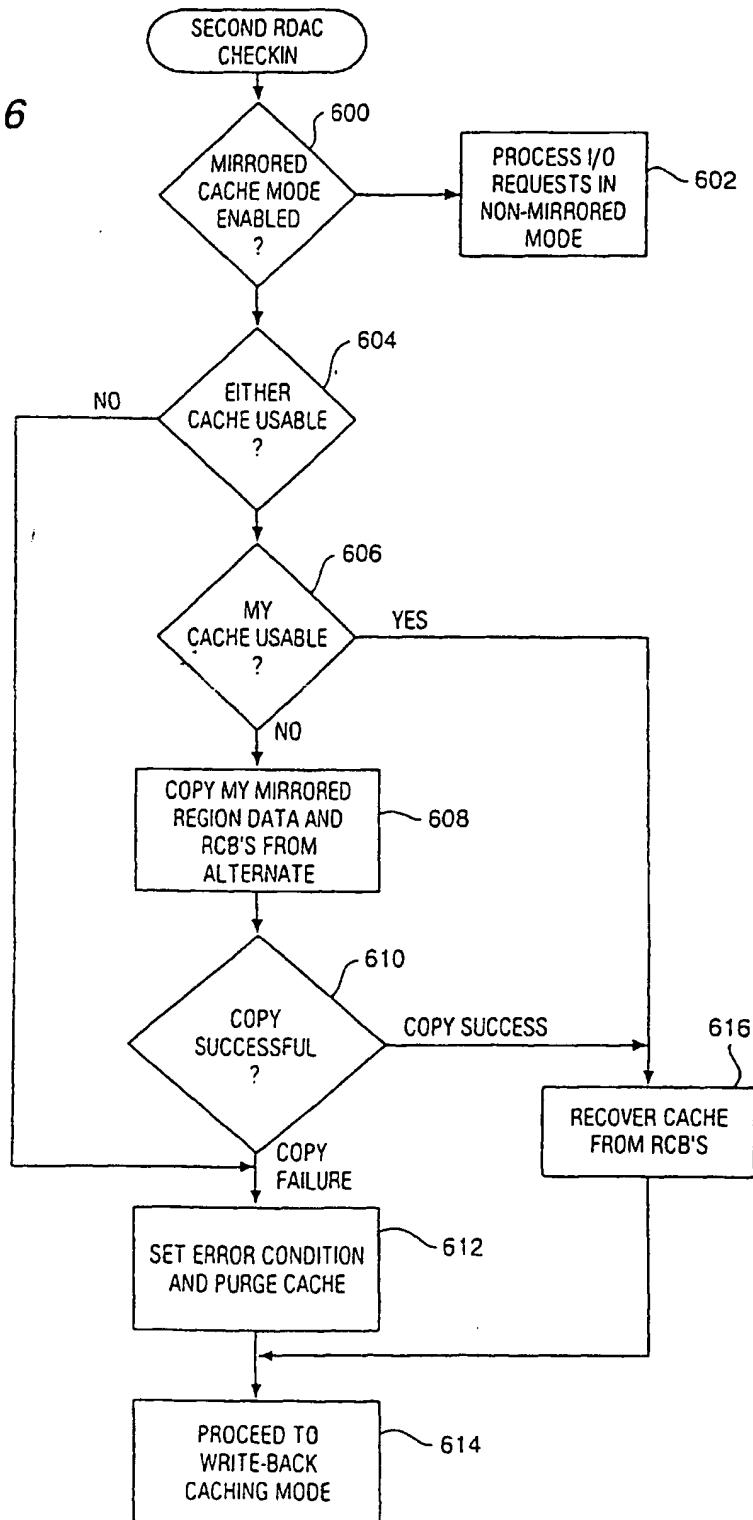 SECOND RDAC
CHECKIN
6
600
MIRRORED
CACHE MODE
ENABLED
?
PROCESS I/O
REQUESTS IN
NON-MIRRORED
MODE
602
604
NO
EITHER
CACHE USABLE
?
606
MY
CACHE USABLE
?
YES
NO
COPY MY MIRRORED
REGION DATA AND
RCB'S FROM
ALTERNATE
608
610
COPY
SUCCESSFUL
?
COPY SUCCESS
616
RECOVER CACHE
FROM RCB'S
COPY
FAILURE
SET ERROR CONDITION
AND PURGE CACHE
612
PROCEED TO
WRITE-BACK
CACHING MODE
614